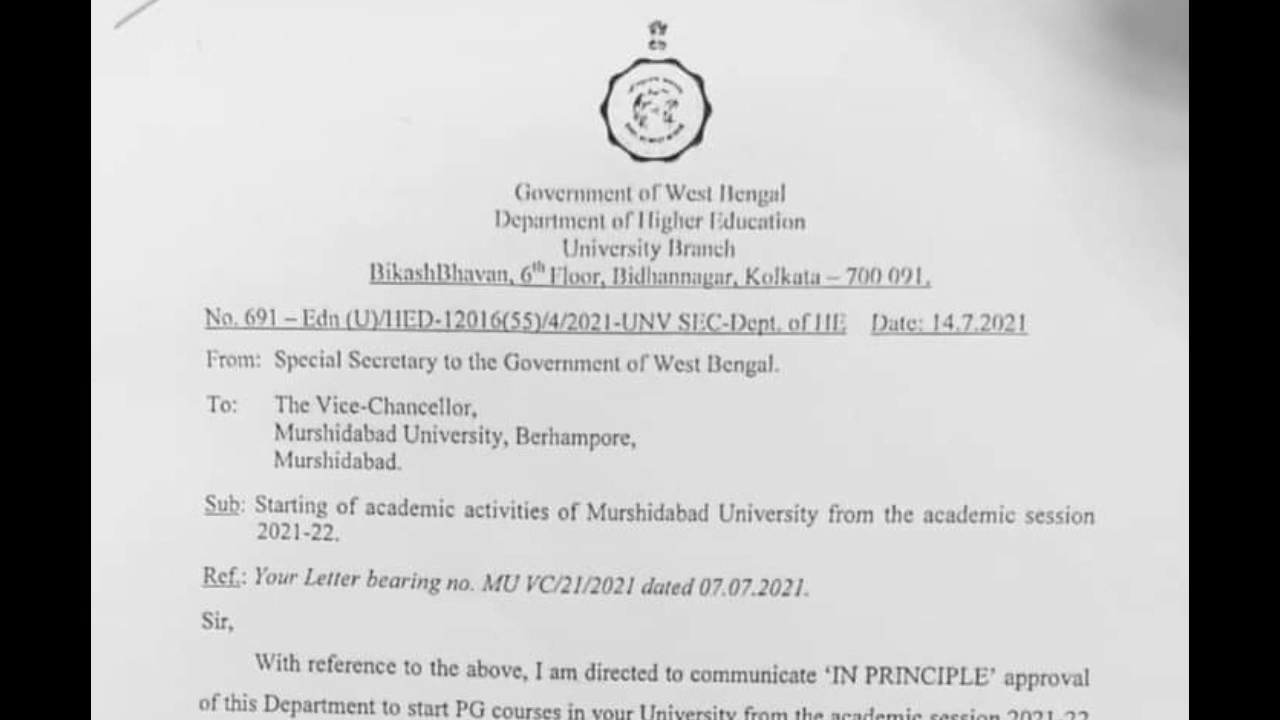 Government of West Bengal
Department of Higher Education
University Branch
BikashBhavan, 6th Floor, Bidhannagar, Kolkata – 700 091.
No. 691 – Edn (U)/HED-12016(55)/4/2021-UNV SEC-Dept. of HE Date: 14.7.2021
From: Special Secretary to the Government of West Bengal.
To: The Vice-Chancellor,
Murshidabad University, Berhampore,
Murshidabad.
Sub: Starting of academic activities of Murshidabad University from the academic session
2021-22.
Ref.: Your Letter bearing no. MU VC/21/2021 dated 07.07.2021.
Sir,
With reference to the above, I am directed to communicate ‘IN PRINCIPLE’ approval
of this Department to start PG courses in your University from the academic session 2021-22